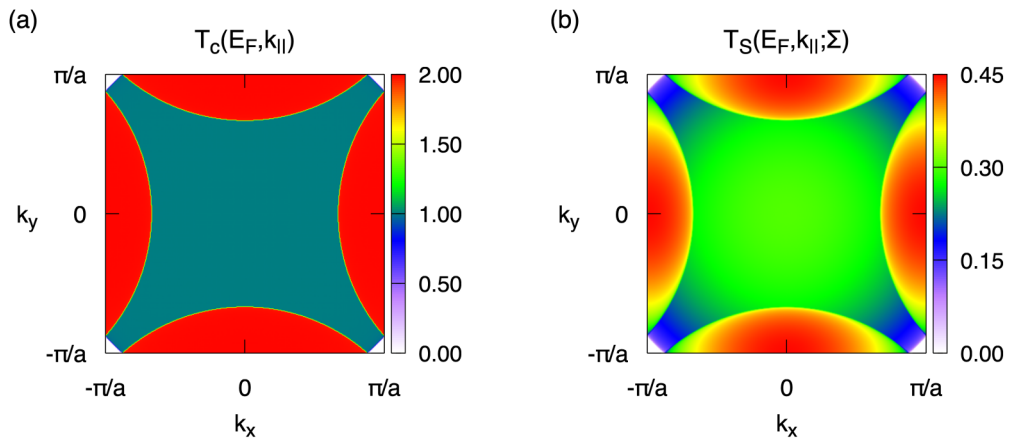 (a)
T_c(E_F,k_||)
π/a
k_y
0
-π/a
-π/a
0
π/a
k_x
2.00
1.50
1.00
0.50
0.00
(b)
T_S(E_F,k_||;Σ)
π/a
k_y
0
-π/a
-π/a
0
π/a
k_x
0.45
0.30
0.15
0.00